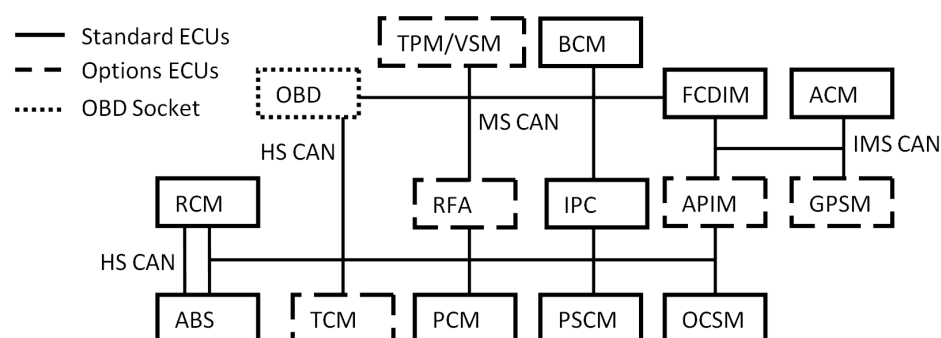 Standard ECUs
Options ECUs
OBD Socket
TPM/VSM
BCM
OBD
FCDIM
ACM
MS CAN
HS CAN
IMS CAN
RCM
RFA
IPC
APIM
GPSM
HS CAN
ABS
TCM
PCM
PSCM
OCSM